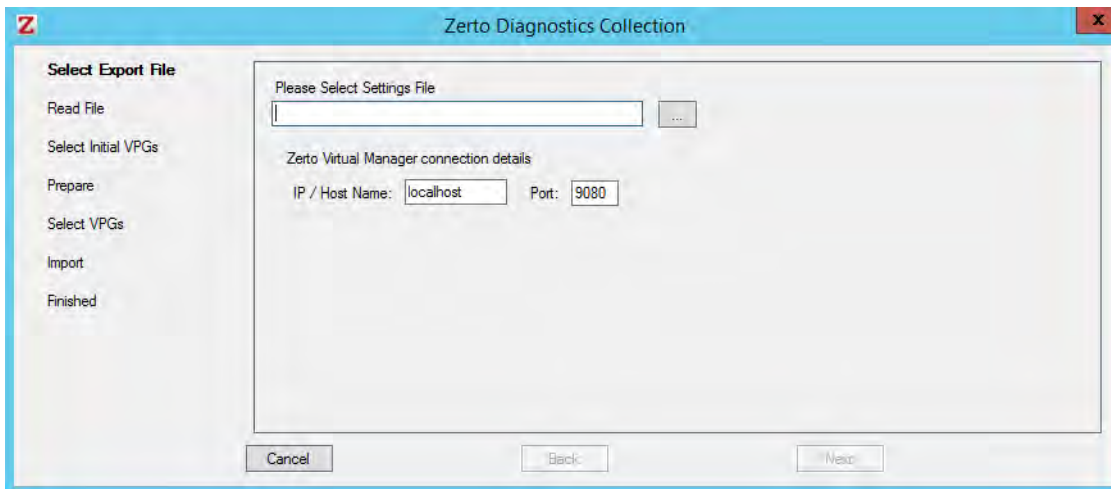 Z
Zerto Diagnostics Collection
x
Select Export File
Read File
Select Initial VPGs
Prepare
Select VPGs
Import
Finished
Please Select Settings File
...
Zerto Virtual Manager connection details
IP / Host Name: localhost Port: 9080
Cancel Back Next